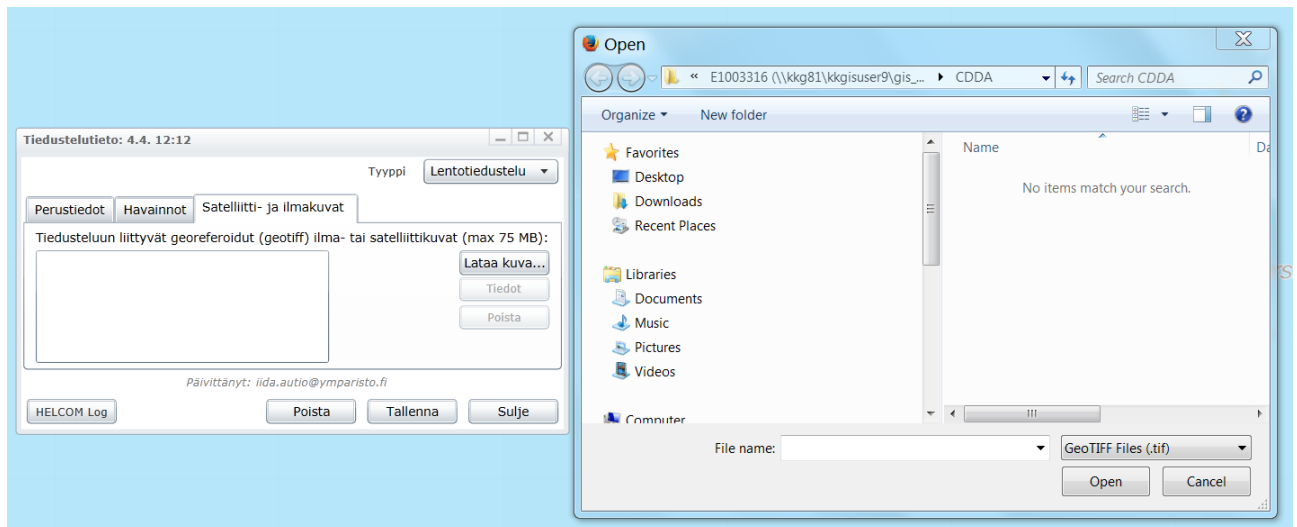 Tiedustelutieto: 4.4. 12:12
Tyyppi Lentotiedustelu
Perustiedot Havainnot Satelliitti- ja ilmakuvat
Tiedusteluun liittyvät georeferoidut (geotiff) ilma- tai satelliittikuvat (max 75 MB):
Lataa kuva...
Tiedot
Poista
Päivittänyt: iida.autio@ymparisto.fi
HELCOM Log Poista Tallenna Sulje
Open
« E1003316 (\\kkg81\kkgisuser9\gis_... CDDA Search CDDA
Organize New folder
Favorites
Desktop
Downloads
Recent Places
Libraries
Documents
Music
Pictures
Videos
Computer
Name Da
No items match your search.
File name: GeoTIFF Files (.tif)
Open Cancel